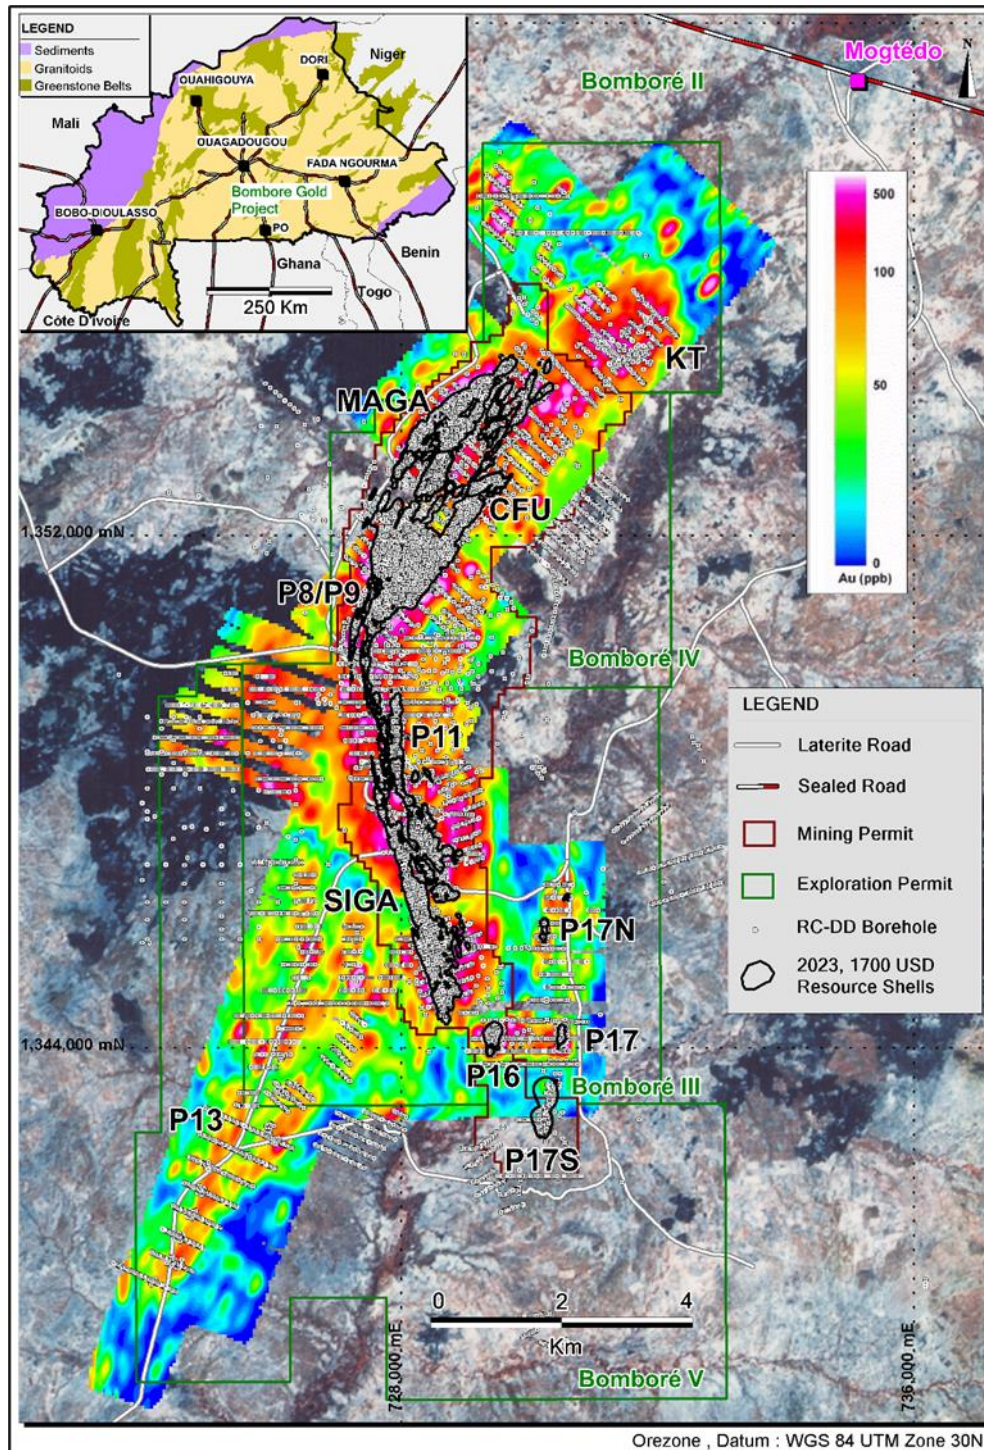 LEGEND
Sediments
Granitoids
Greenstone Belts
Niger
DORI
OUAHIGOUYA
Mali
OUAGADOUGOU
FADA NGOURMA
Bombore Gold
Project
BOBO-DIOULASSO
PO
Benin
Ghana
Togo
Côte D'ivoire
250 Km
Bomboré II
Mogtédo
N
500
100
50
0
Au (ppb)
KT
MAGA
CFU
1,352,000 mN
P8/P9
Bomboré IV
P11
LEGEND
Laterite Road
Sealed Road
Mining Permit
Exploration Permit
RC-DD Borehole
2023, 1700 USD
Resource Shells
SIGA
P17N
1,344,000 mN
P17
P16
Bomboré III
P13
P17S
0 2 4
Km
728,000 mE
736,000 mE
Bomboré V
Orezone , Datum : WGS 84 UTM Zone 30N